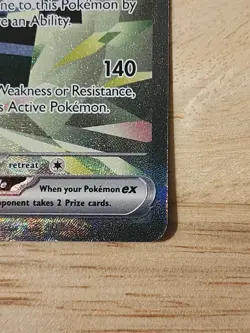 ne to this Pokémon by
e an Ability.
140
Weakness or Resistance,
s Active Pokémon.
retreat
When your Pokémon ex
ponent takes 2 Prize cards.